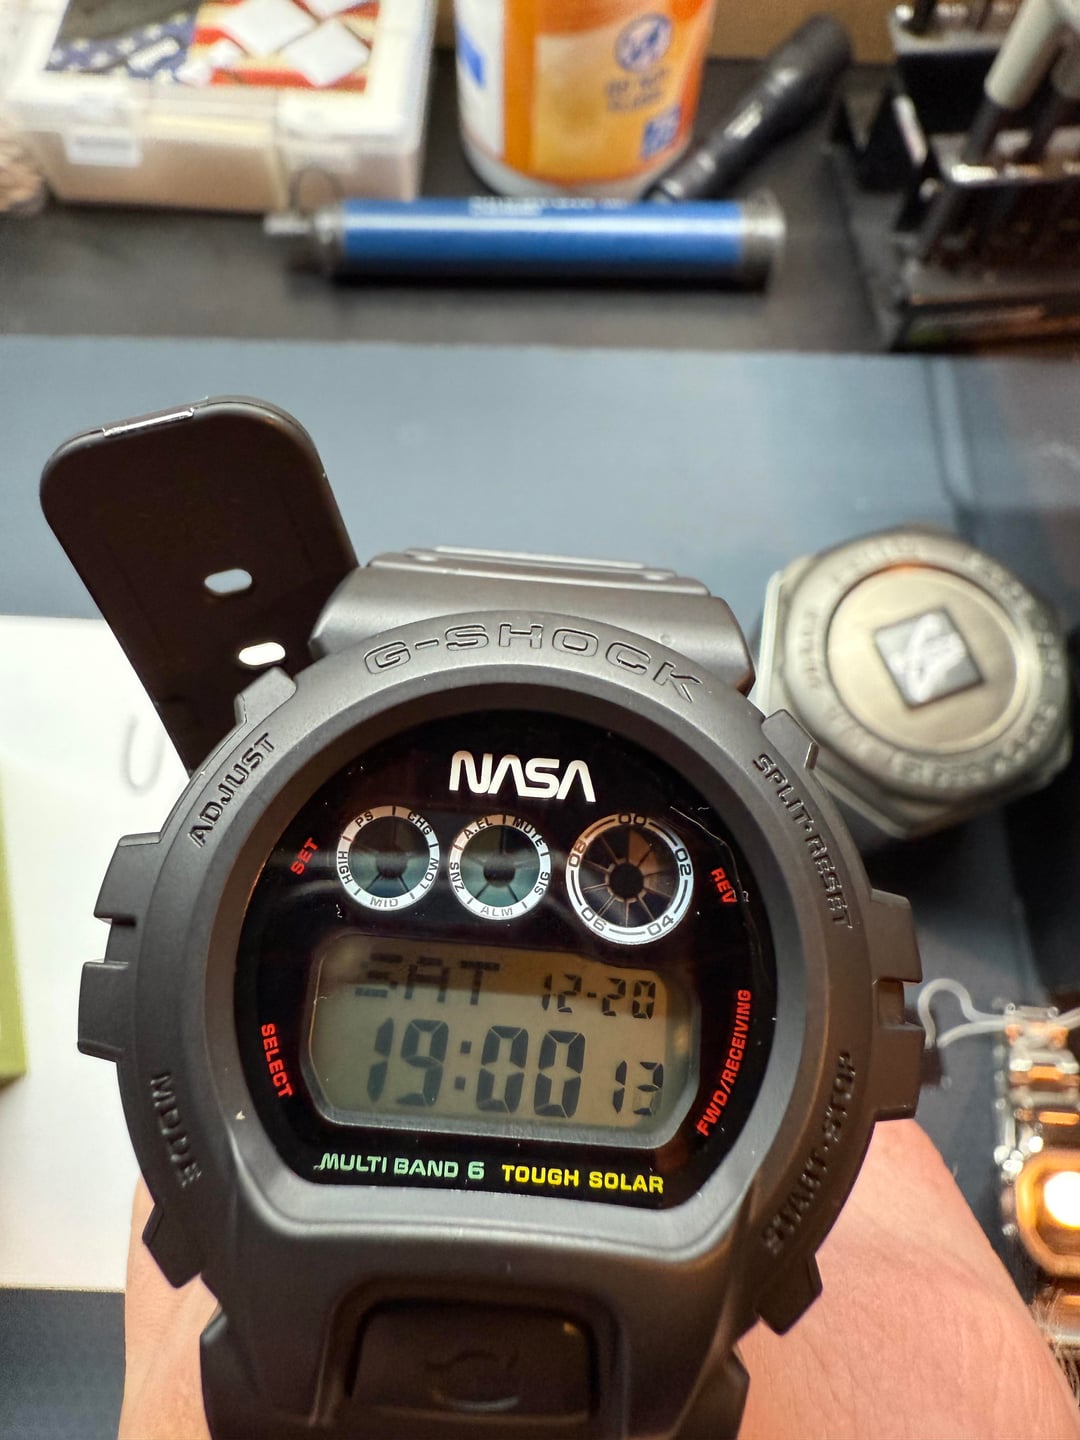 G-SHOCK
ADJUST
SPLIT·RESET
NASA
SET
REV
PS
CHG
HIGH
MID
LOW
A.EL
MUTE
SNZ
ALM
SIG
00
02
04
06
08
SAT 12-20
19:00 13
SELECT
FWD/RECEIVING
MODE
START·STOP
MULTI BAND 6 TOUGH SOLAR